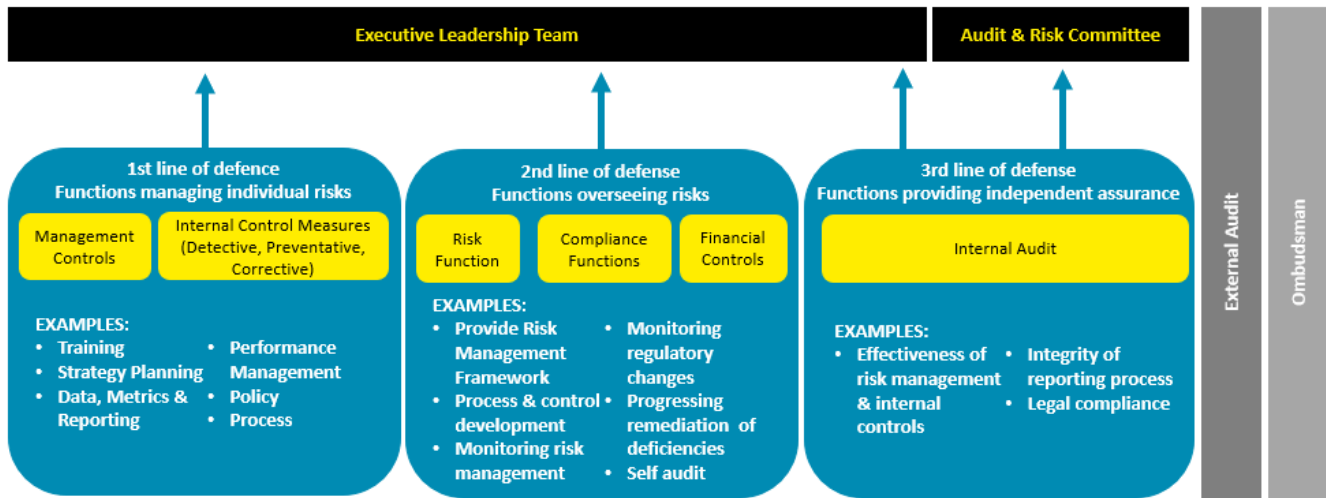 Executive Leadership Team
Audit & Risk Committee
1st line of defence
Functions managing individual risks
Management
Controls
Internal Control Measures
(Detective, Preventative,
Corrective)
EXAMPLES:
• Training
• Strategy Planning
• Data, Metrics &
Reporting
• Performance
Management
• Policy
• Process
2nd line of defense
Functions overseeing risks
Risk
Function
Compliance
Functions
Financial
Controls
EXAMPLES:
• Provide Risk
Management
Framework
• Process & control
development
• Monitoring risk
management
• Monitoring
regulatory
changes
• Progressing
remediation of
deficiencies
• Self audit
3rd line of defense
Functions providing independent assurance
Internal Audit
EXAMPLES:
• Effectiveness of
risk management
& internal
controls
• Integrity of
reporting process
• Legal compliance
External Audit
Ombudsman